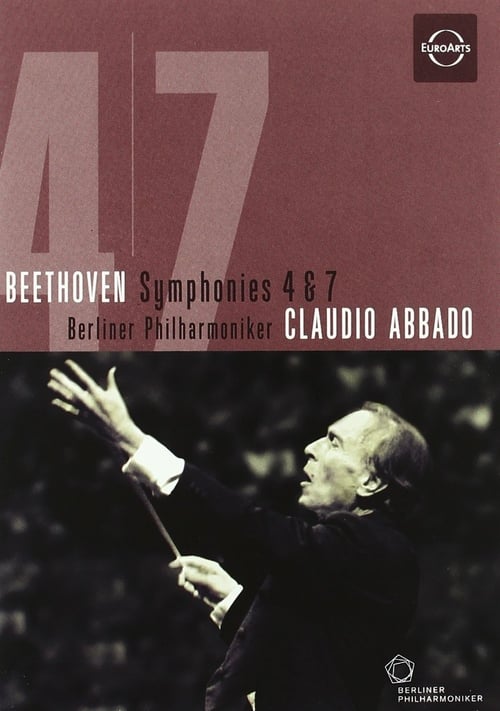 EUROARTS
4 7
BEETHOVEN Symphonies 4 & 7
Berliner Philharmoniker CLAUDIO ABBADO
BERLINER
PHILHARMONIKER